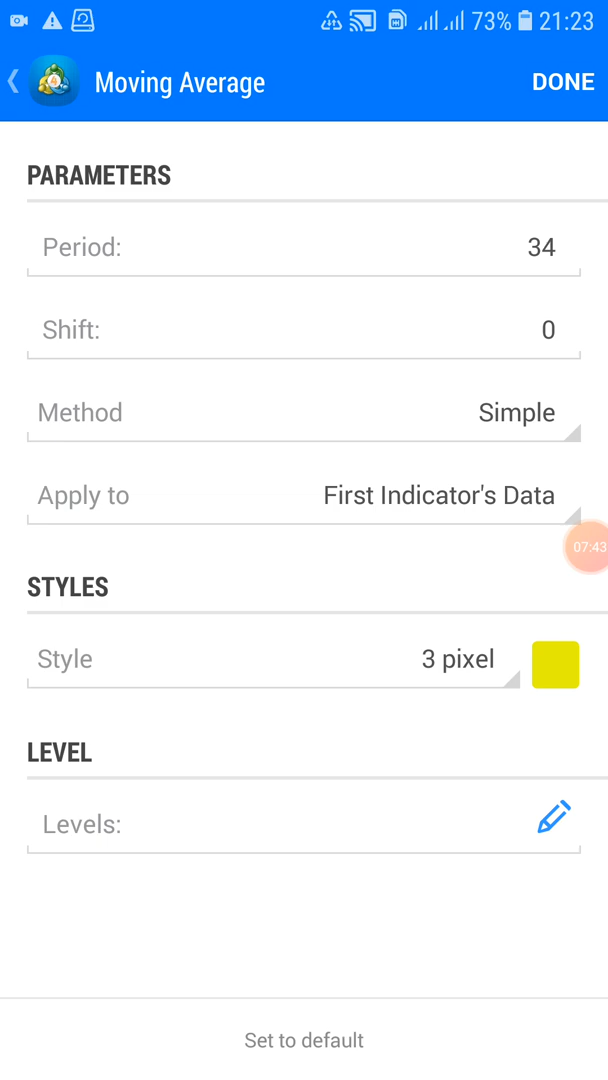 73% 21:23
4 Moving Average DONE
PARAMETERS
Period: 34
Shift: 0
Method Simple
Apply to First Indicator's Data
07:43
STYLES
Style 3 pixel
LEVEL
Levels:
Set to default